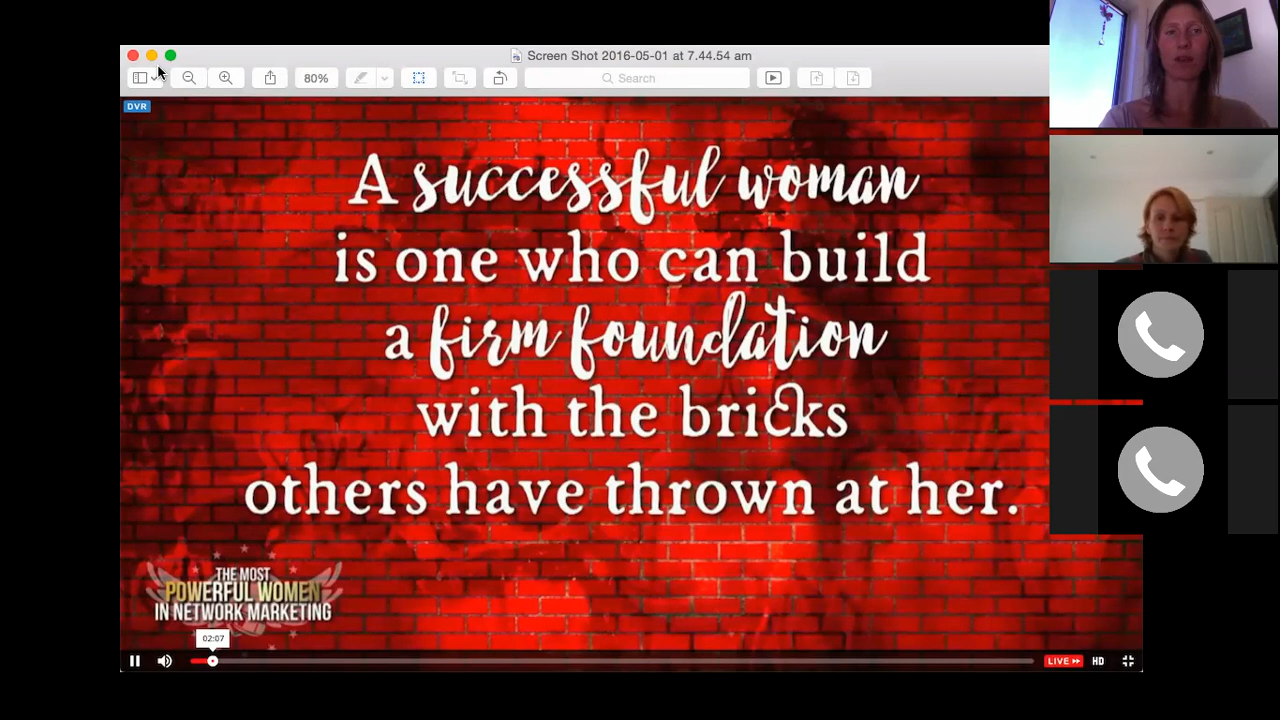 Screen Shot 2016-05-01 at 7.44.54 am
80%
Search
DVR
A successful woman
is one who can build
a firm foundation
with the bricks
others have thrown at her.
THE MOST
POWERFUL WOMEN
IN NETWORK MARKETING
02:07
LIVE
HD